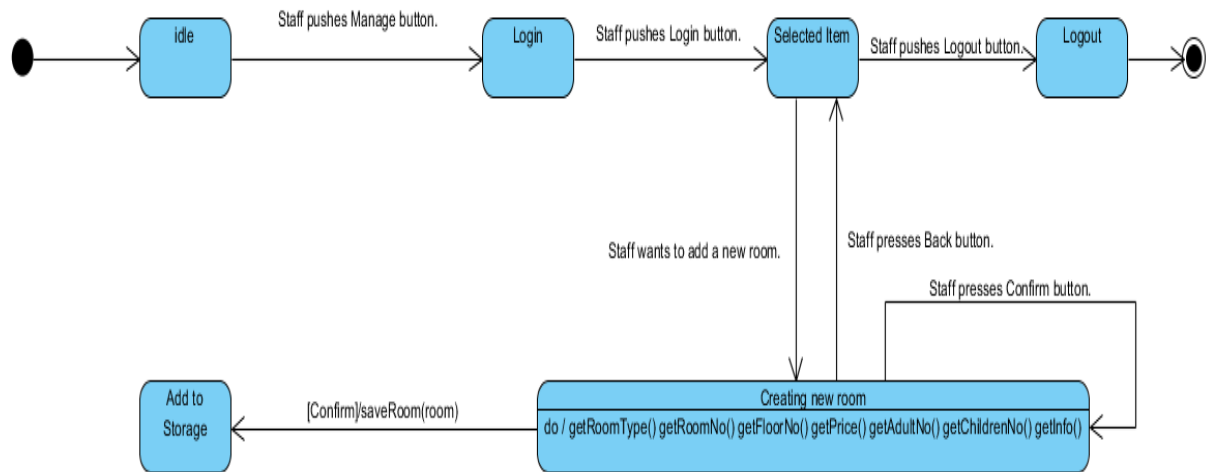 idle
Staff pushes Manage button.
Login
Staff pushes Login button.
Selected Item
Staff pushes Logout button.
Logout
Staff wants to add a new room.
Staff presses Back button.
Staff presses Confirm button.
Add to
Storage
[Confirm]/saveRoom(room)
Creating new room
do / getRoomType() getRoomNo() getFloorNo() getPrice() getAdultNo() getChildrenNo() getInfo()